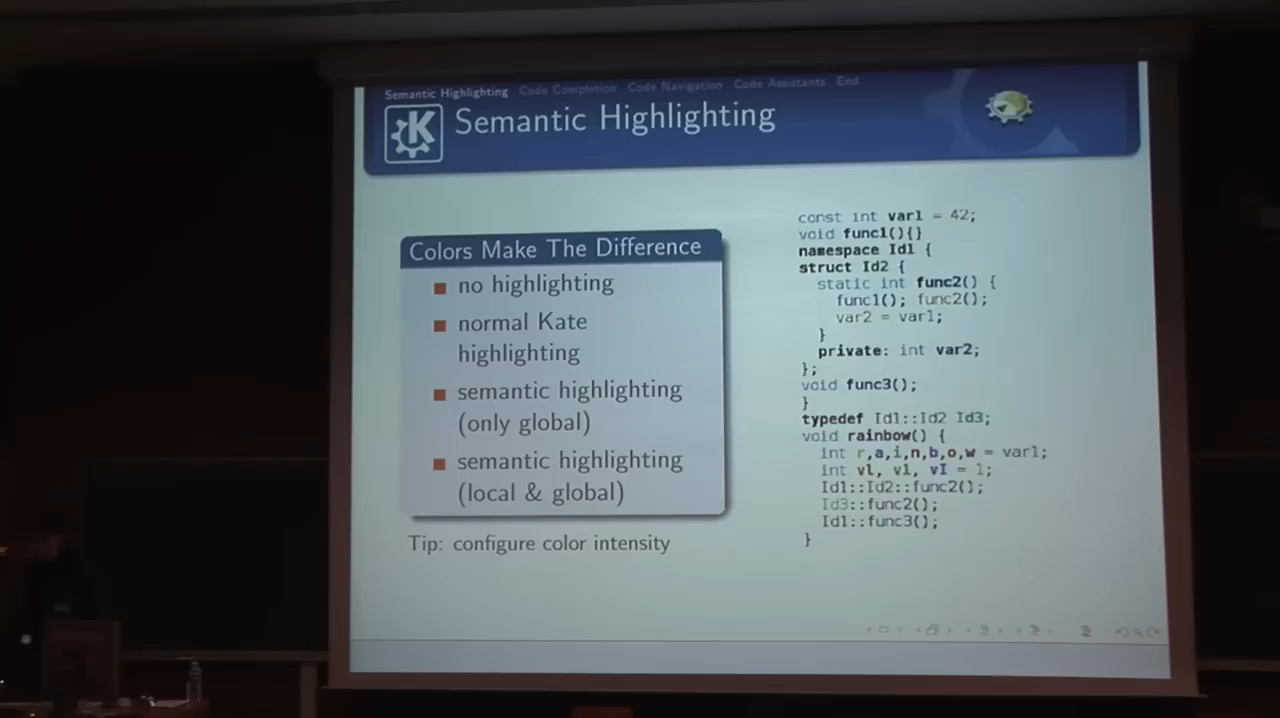 Semantic Highlighting Code Completion Code Navigation Code Assistants End
K Semantic Highlighting
Colors Make The Difference
no highlighting
normal Kate
highlighting
semantic highlighting
(only global)
semantic highlighting
(local & global)
Tip: configure color intensity
const int var1 = 42;
void func1(){}
namespace Id1 {
struct Id2 {
static int func2() {
func1(); func2();
var2 = var1;
}
private: int var2;
};
void func3();
}
typedef Id1::Id2 Id3;
void rainbow() {
int r,a,i,n,b,o,w = var1;
int vl, v1, vI = 1;
Id1::Id2::func2();
Id3::func2();
Id1::func3();
}